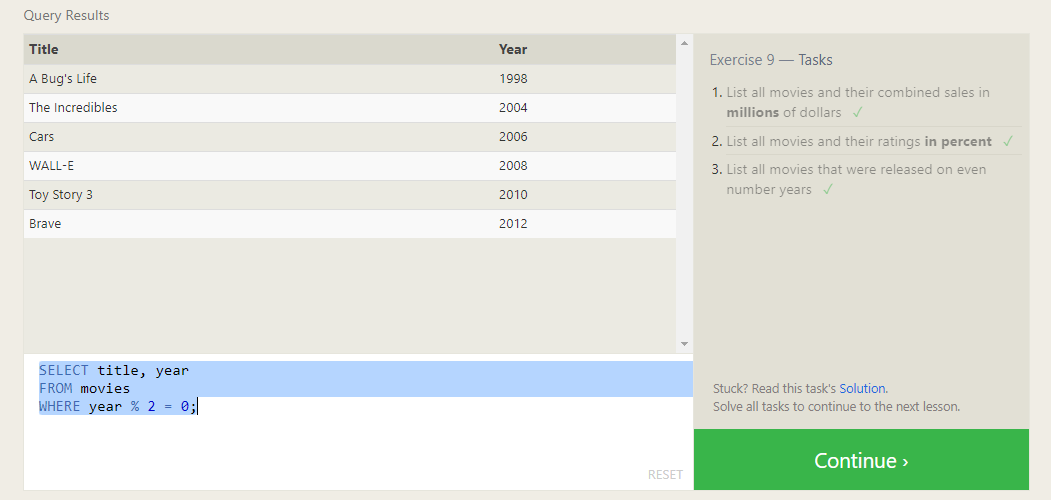 Query Results
Title Year
A Bug's Life 1998
The Incredibles 2004
Cars 2006
WALL-E 2008
Toy Story 3 2010
Brave 2012
SELECT title, year
FROM movies
WHERE year % 2 = 0;
RESET
Exercise 9 — Tasks
1. List all movies and their combined sales in
millions of dollars ✓
2. List all movies and their ratings in percent ✓
3. List all movies that were released on even
number years ✓
Stuck? Read this task's Solution.
Solve all tasks to continue to the next lesson.
Continue ›